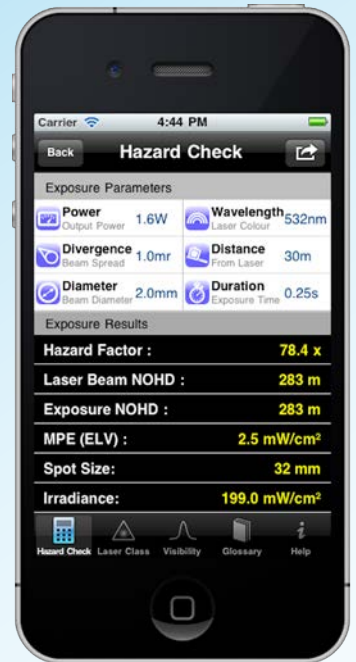 Carrier 4:44 PM
Back Hazard Check
Exposure Parameters
Power 1.6W Wavelength 532nm
Output Power Laser Colour
Divergence 1.0mr Distance 30m
Beam Spread From Laser
Diameter 2.0mm Duration 0.25s
Beam Diameter Exposure Time
Exposure Results
Hazard Factor : 78.4 x
Laser Beam NOHD : 283 m
Exposure NOHD : 283 m
MPE (ELV) : 2.5 mW/cm²
Spot Size: 32 mm
Irradiance: 199.0 mW/cm²
Hazard Check Laser Class Visibility Glossary Help